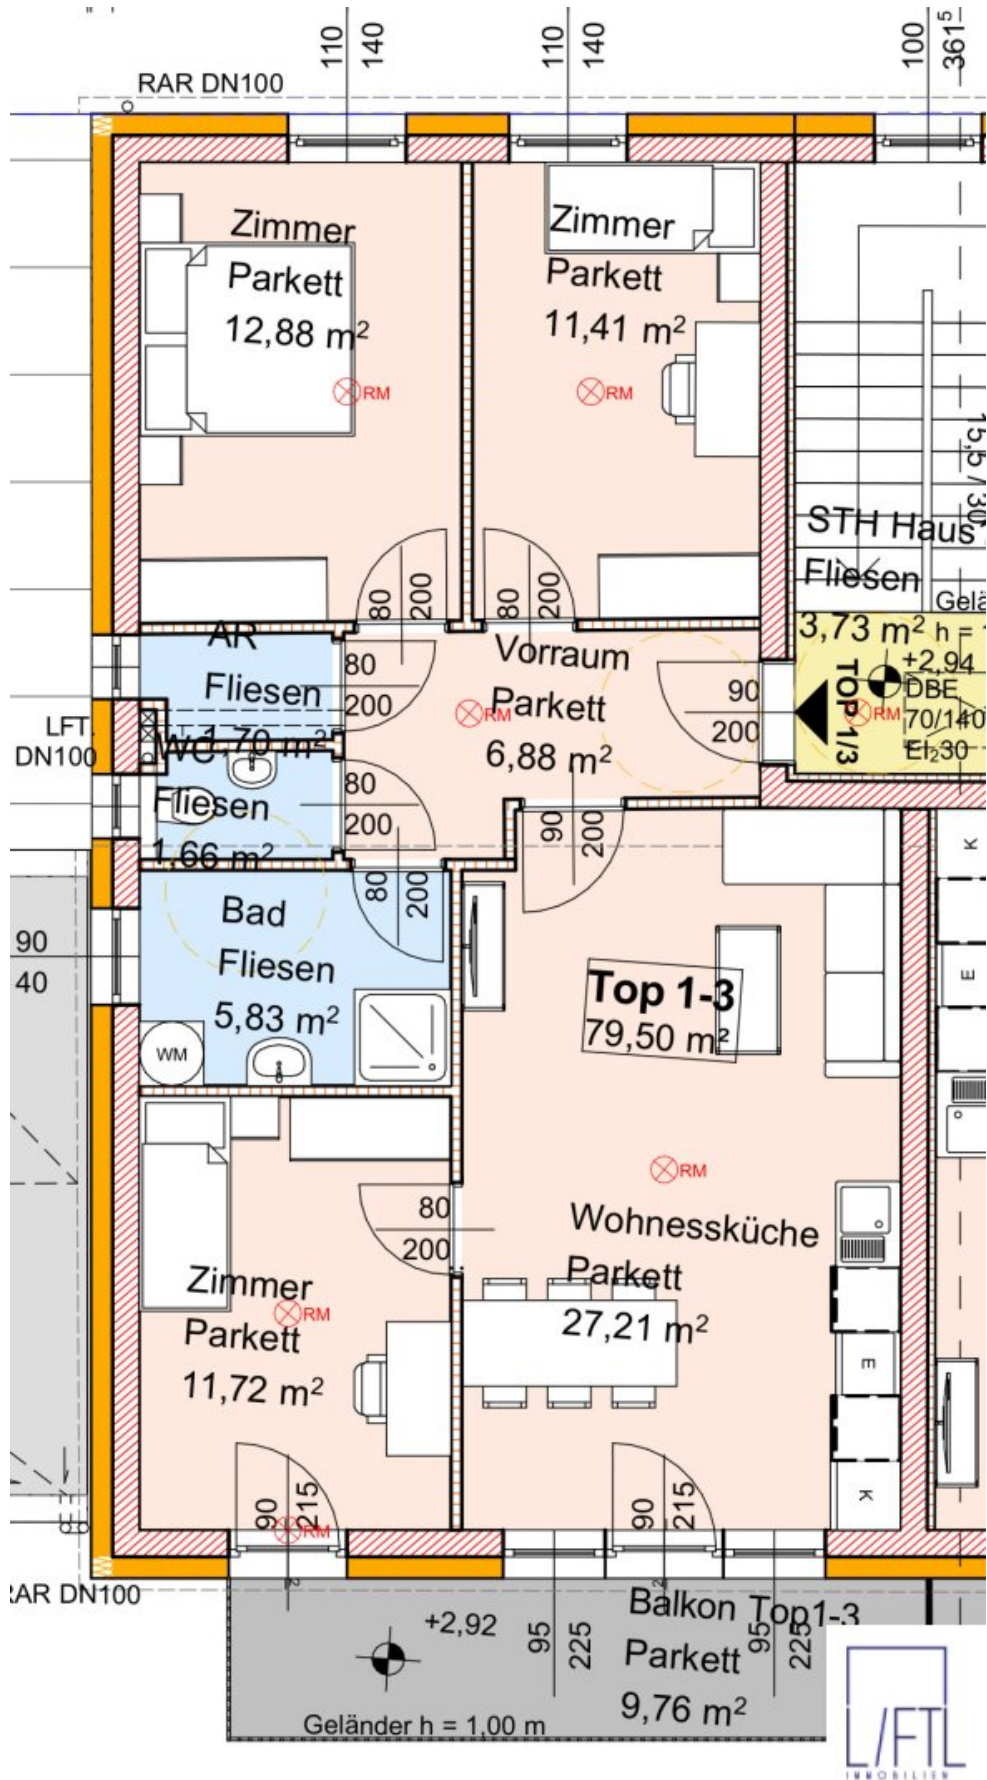 110
140
110
140
100
361⁵
RAR DN100
Zimmer
Parkett
12,88 m²
RM
Zimmer
Parkett
11,41 m²
RM
15,5 / 30
STH Haus
Fliesen
Gelä
3,73 m² h = 1
+2,94
DBE
70/140
EI₂30
RM
TOP 1/3
80
200
80
200
AR
Fliesen
1,70 m²
80
200
Vorraum
Parkett
6,88 m²
RM
90
200
LFT
DN100
WC
Fliesen
1,66 m²
80
200
90
200
80
200
K
90
40
Bad
Fliesen
5,83 m²
WM
Top 1-3
79,50 m²
E
RM
80
200
Wohnessküche
Parkett
27,21 m²
Zimmer
RM
Parkett
11,72 m²
E
K
90
215
RM
90
215
RAR DN100
+2,92
95
225
Balkon Top1-3
Parkett
9,76 m²
95
225
Geländer h = 1,00 m
L/FTL
IMMOBILIEN